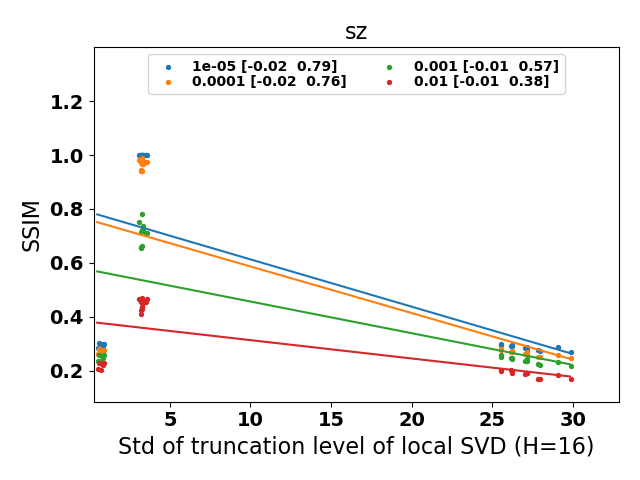 sz
1e-05 [-0.02  0.79]
0.0001 [-0.02  0.76]
0.001 [-0.01  0.57]
0.01 [-0.01  0.38]
SSIM
1.2
1.0
0.8
0.6
0.4
0.2
5 10 15 20 25 30
Std of truncation level of local SVD (H=16)